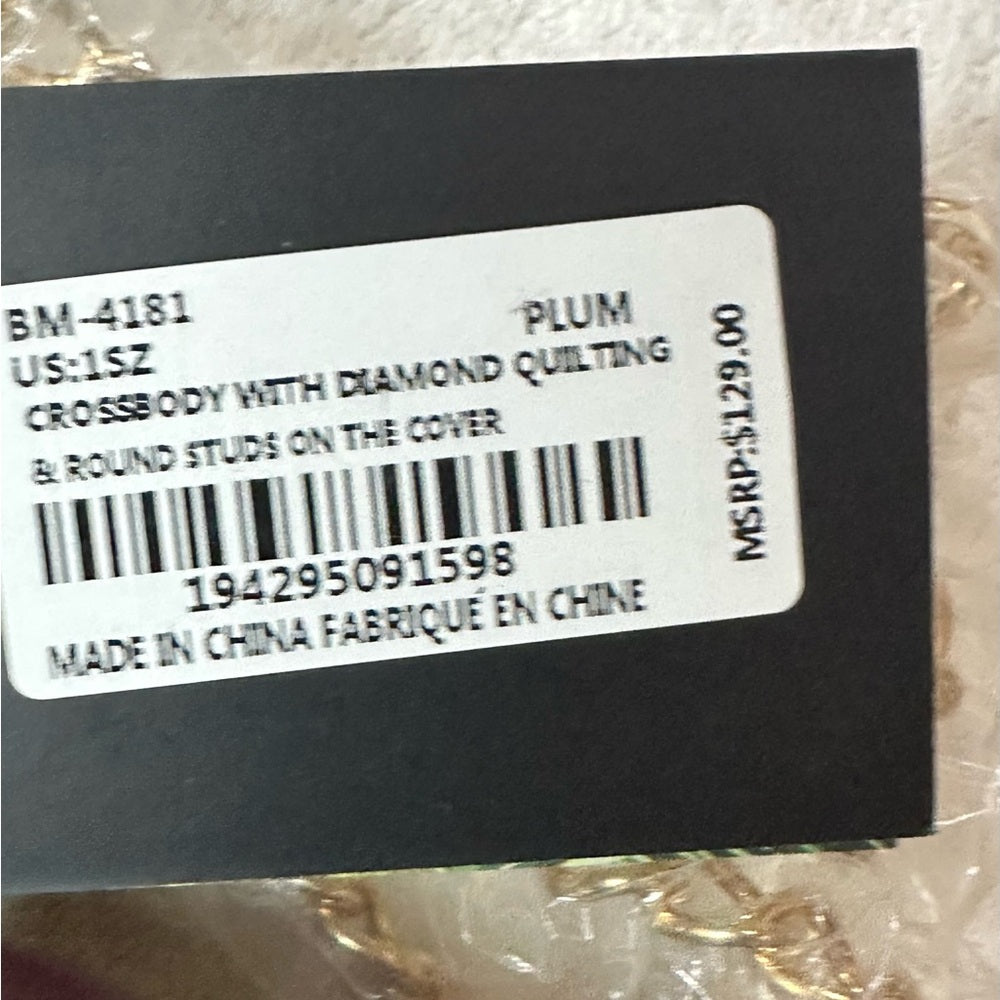 BM-4181 PLUM
US:1SZ
CROSSBODY WITH DIAMOND QUILTING
& ROUND STUDS ON THE COVER
194295091598
MADE IN CHINA FABRIQUÉ EN CHINE
MSRP:$129.00